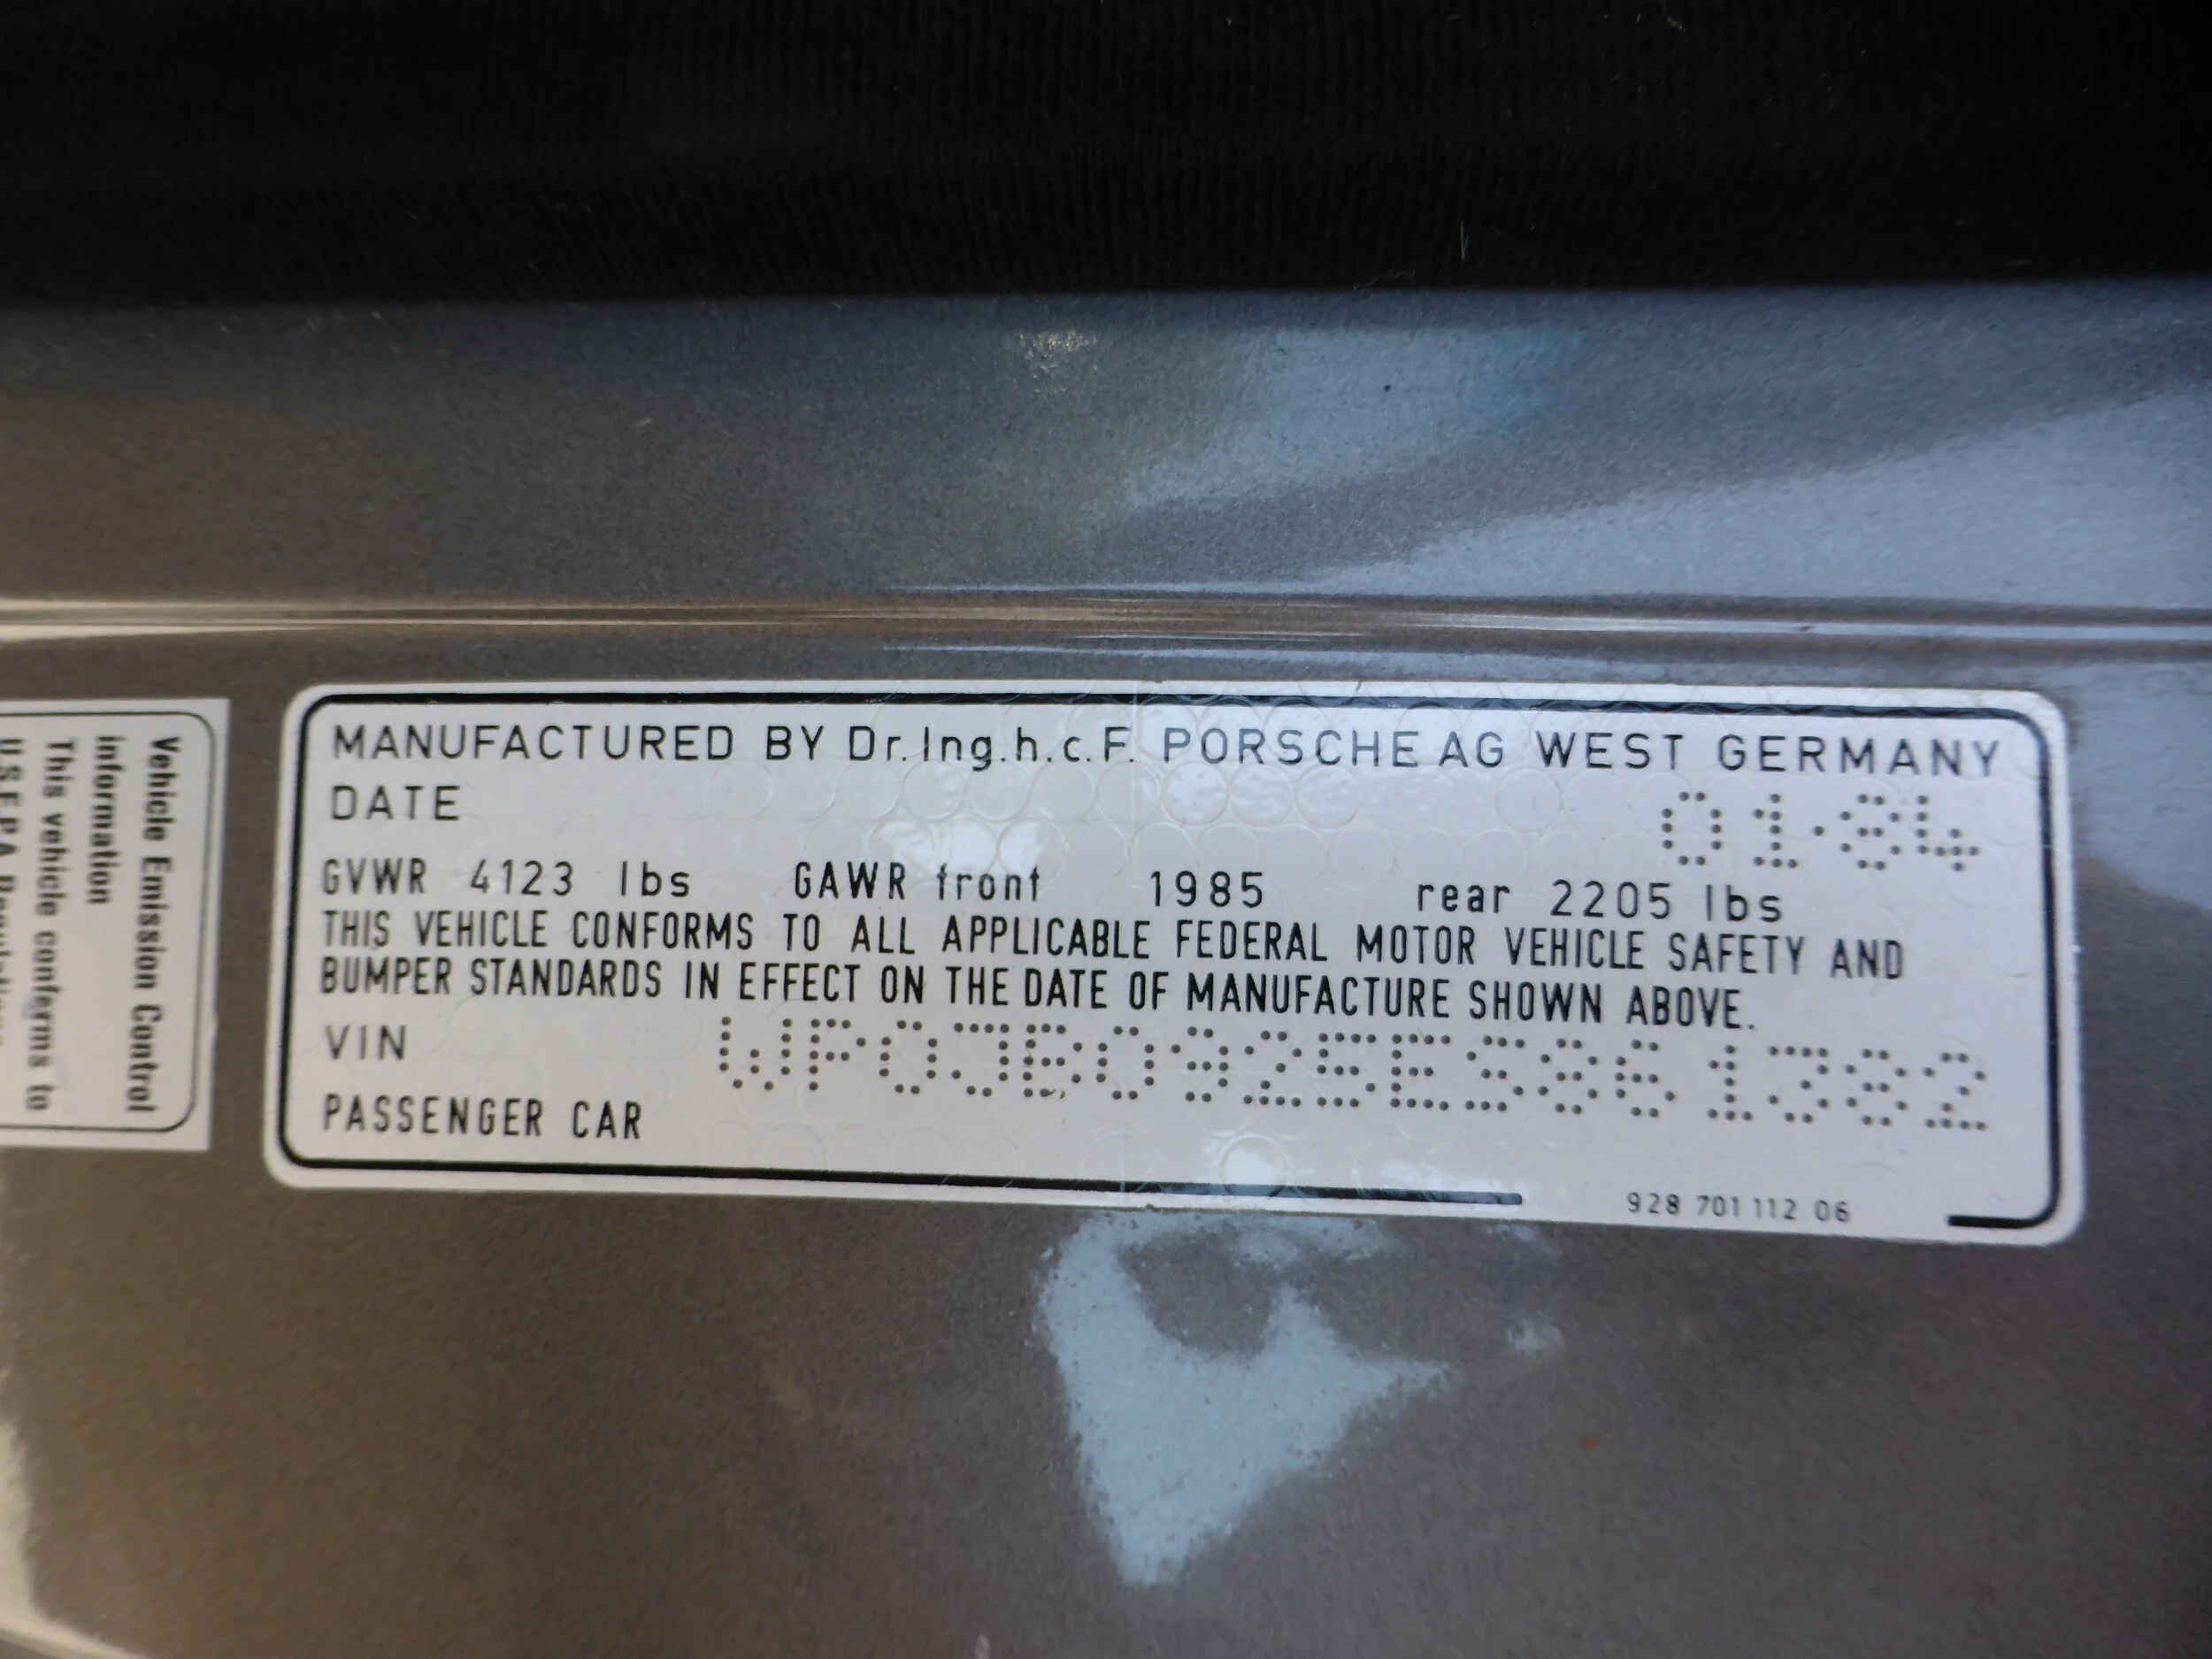 Vehicle Emission Control
information
This vehicle conforms to
U.S.E.P.A
MANUFACTURED BY Dr.Ing.h.c.F. PORSCHE AG WEST GERMANY
DATE 01·84
GVWR 4123 lbs GAWR front 1985 rear 2205 lbs
THIS VEHICLE CONFORMS TO ALL APPLICABLE FEDERAL MOTOR VEHICLE SAFETY AND
BUMPER STANDARDS IN EFFECT ON THE DATE OF MANUFACTURE SHOWN ABOVE.
VIN WP0JB0925ES861382
PASSENGER CAR
928 701 112 06